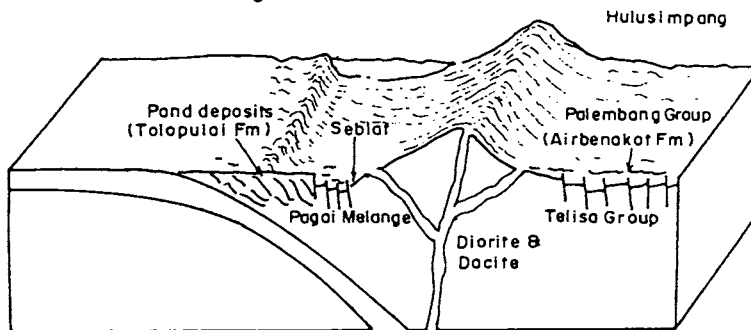 Hulusimpang
Pond deposits
(Tolopulai Fm)
Seblat
Palembang Group
(Airbenakat Fm)
Pagai Melange
Telisa Group
Diorite &
Dacite